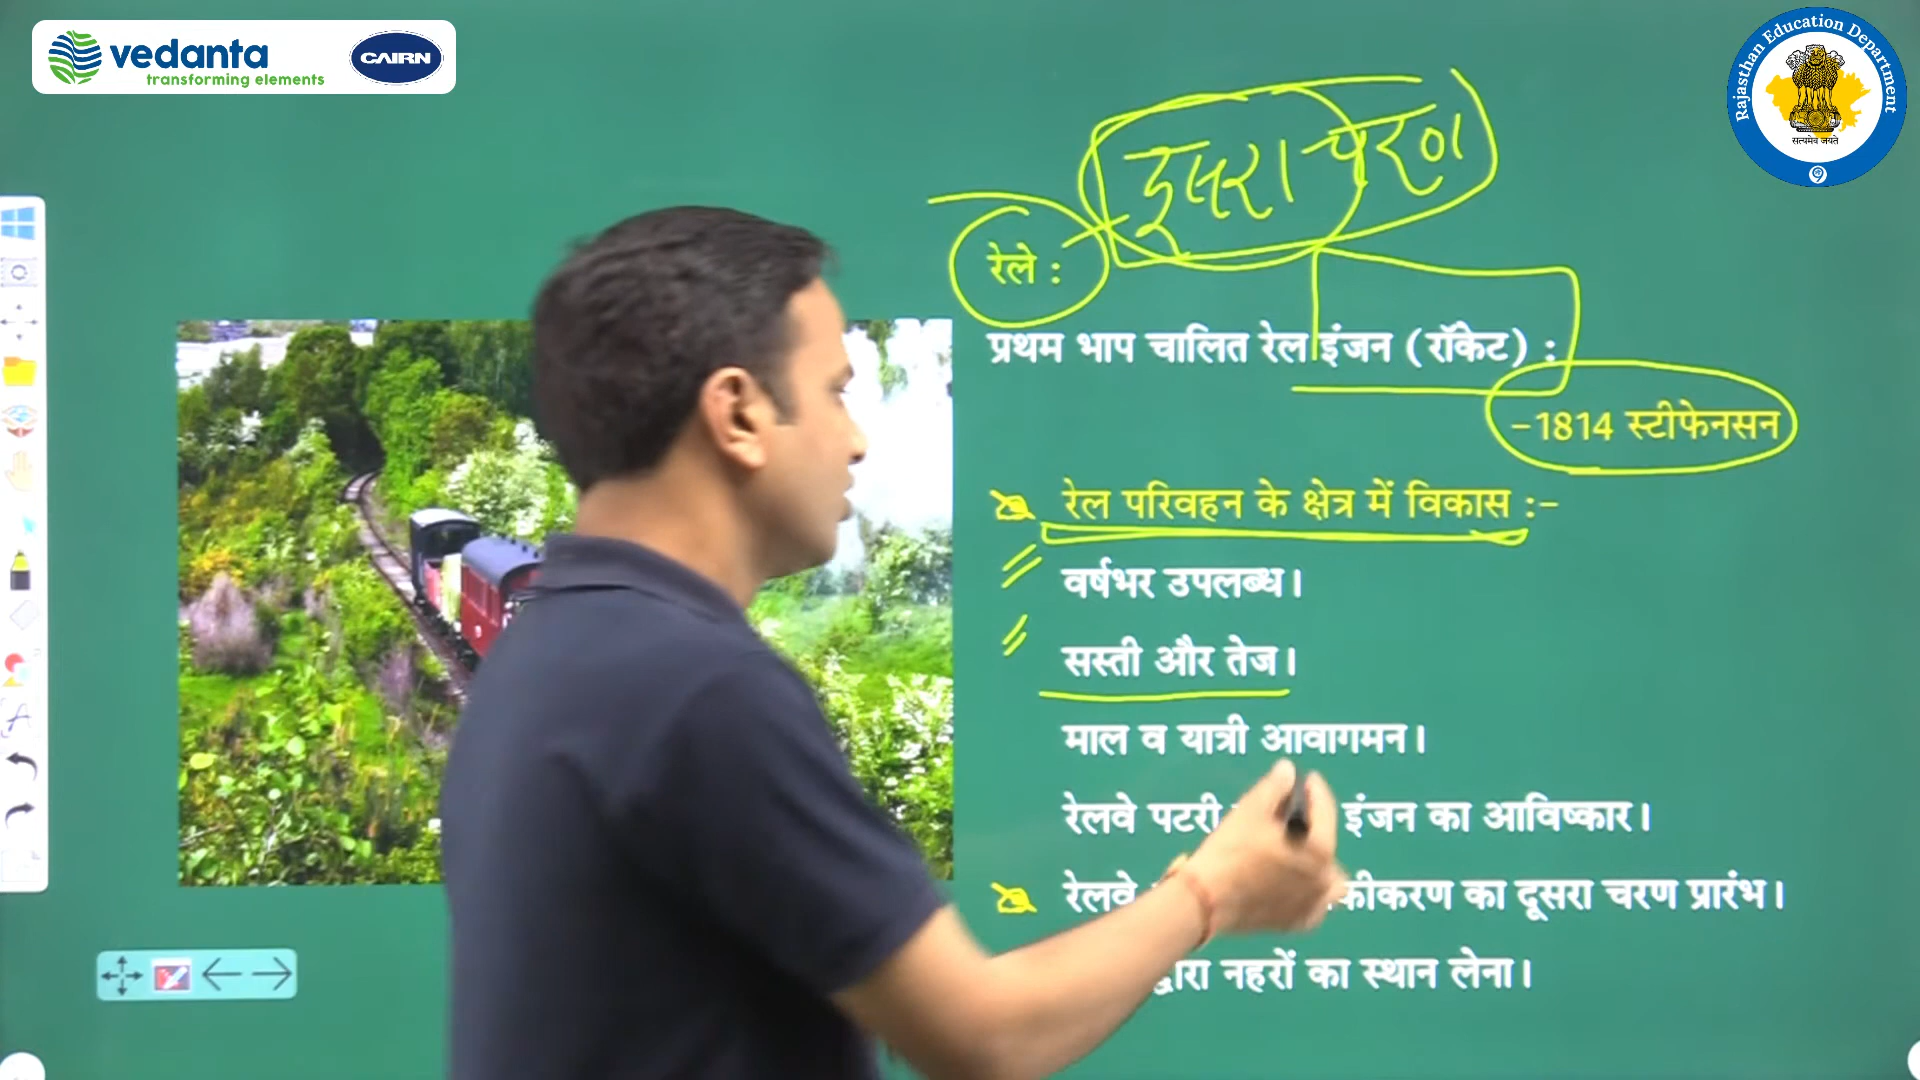 vedanta
transforming elements
CAIRN
Rajasthan Education Department
सत्यमेव जयते
दूसरा चरण
रेले :
प्रथम भाप चालित रेल इंजन (रॉकेट) :
-1814 स्टीफेनसन
रेल परिवहन के क्षेत्र में विकास :-
वर्षभर उपलब्ध।
सस्ती और तेज।
माल व यात्री आवागमन।
रेलवे पटरी इंजन का आविष्कार।
रेलवे का दूसरा चरण प्रारंभ।
नहरों का स्थान लेना।